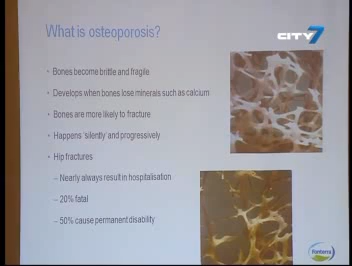 What is osteoporosis?
CITY7
• Bones become brittle and fragile
• Develops when bones lose minerals such as calcium
• Bones are more likely to fracture
• Happens 'silently' and progressively
• Hip fractures
– Nearly always result in hospitalisation
– 20% fatal
– 50% cause permanent disability
Fonterra